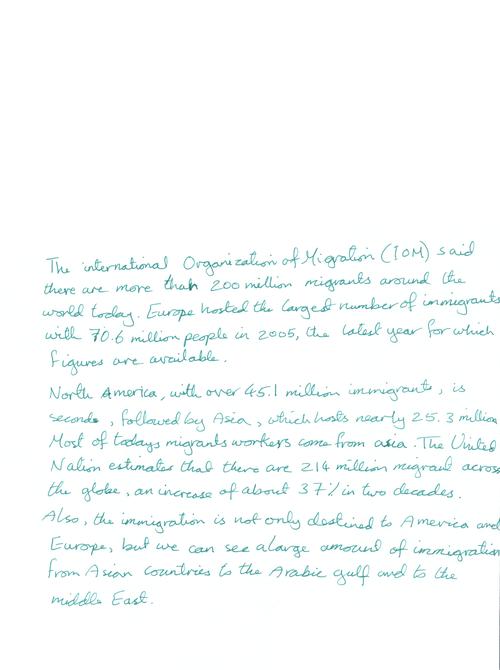 The international Organization of Migration (IOM) said
there are more than 200 million migrants around the
world today. Europe hosted the largest number of immigrants
with 70.6 million people in 2005, the latest year for which
figures are available.
North America, with over 45.1 million immigrants, is
seconds, followed by Asia, which hosts nearly 25.3 million
Most of todays migrants workers come from asia. The United
Nation estimates that there are 214 million migrant across
the globe, an increase of about 37% in two decades.
Also, the immigration is not only destined to America and
Europe, but we can see a large amound of immigration
from Asian countries to the Arabic gulf and to the
middle East.